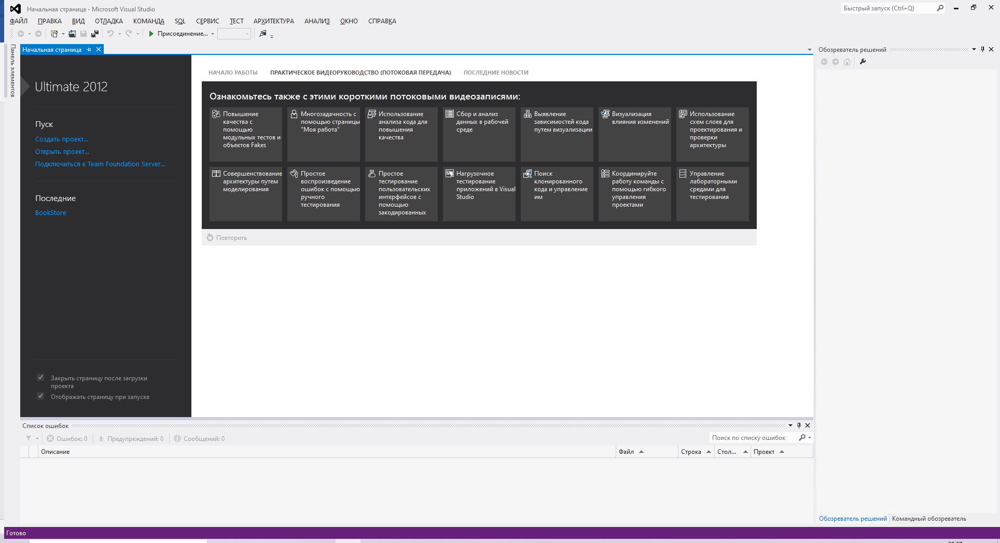 Начальная страница - Microsoft Visual Studio
Быстрый запуск (Ctrl+Q)
ФАЙЛ ПРАВКА ВИД ОТЛАДКА КОМАНДА SQL СЕРВИС ТЕСТ АРХИТЕКТУРА АНАЛИЗ ОКНО СПРАВКА
Присоединение...
Панель элементов
Начальная страница
Ultimate 2012
Пуск
Создать проект...
Открыть проект...
Подключиться к Team Foundation Server...
Последние
BookStore
Закрыть страницу после загрузки
проекта
Отображать страницу при запуске
НАЧАЛО РАБОТЫ ПРАКТИЧЕСКОЕ ВИДЕОРУКОВОДСТВО (ПОТОКОВАЯ ПЕРЕДАЧА) ПОСЛЕДНИЕ НОВОСТИ
Ознакомьтесь также с этими короткими потоковыми видеозаписями:
Повышение
качества с
помощью
модульных тестов и
объектов Fakes
Многозадачность с
помощью страницы
"Моя работа"
Использование
анализа кода для
повышения
качества
Сбор и анализ
данных в рабочей
среде
Выявление
зависимостей кода
путем визуализации
Визуализация
влияния изменений
Использование
схем слоев для
проектирования и
проверки
архитектуры
Совершенствование
архитектуры путем
моделирования
Простое
воспроизведение
ошибок с помощью
ручного
тестирования
Простое
тестирование
пользовательских
интерфейсов с
помощью
закодированных
Нагрузочное
тестирование
приложений в Visual
Studio
Поиск
клонированного
кода и управление
им
Координируйте
работу команды с
помощью гибкого
управления
проектами
Управление
лабораторными
средами для
тестирования
Повторить
Обозреватель решений
Список ошибок
Ошибок: 0 Предупреждений: 0 Сообщений: 0
Поиск по списку ошибок
Описание Файл Строка Стол... Проект
Обозреватель решений Командный обозреватель
Готово